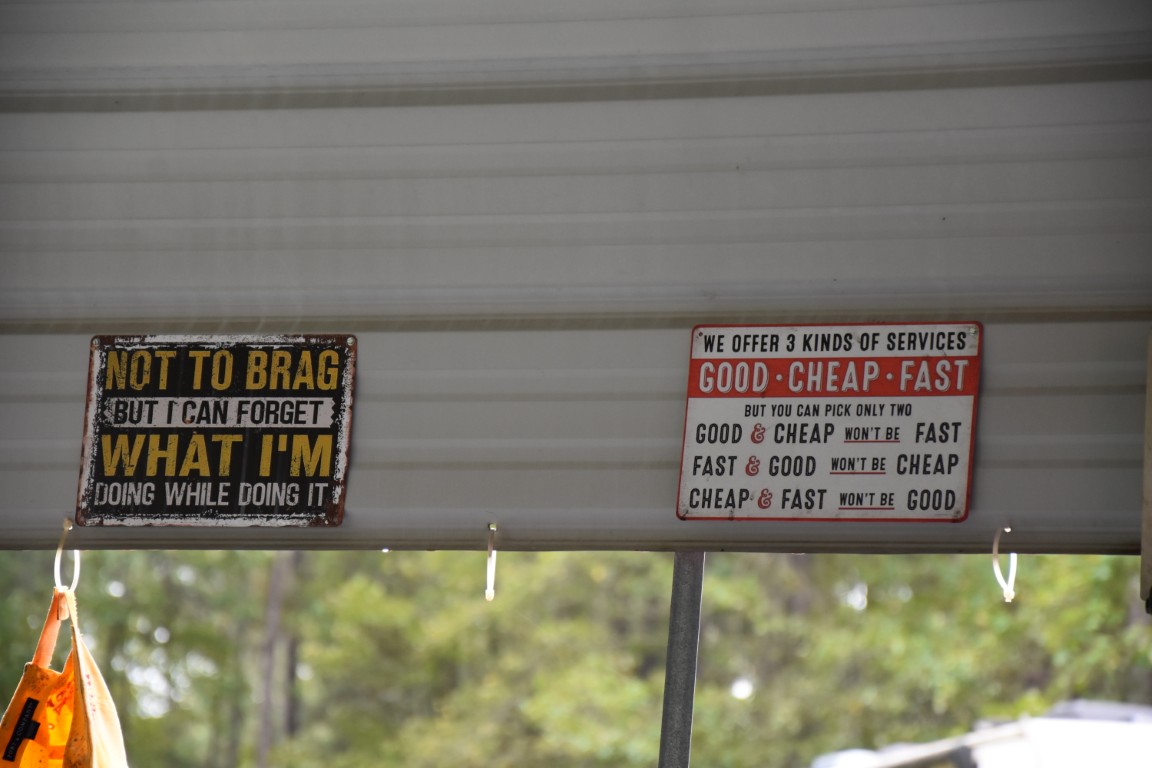 NOT TO BRAG
BUT I CAN FORGET
WHAT I'M
DOING WHILE DOING IT
WE OFFER 3 KINDS OF SERVICES
GOOD · CHEAP · FAST
BUT YOU CAN PICK ONLY TWO
GOOD & CHEAP WON'T BE FAST
FAST & GOOD WON'T BE CHEAP
CHEAP & FAST WON'T BE GOOD